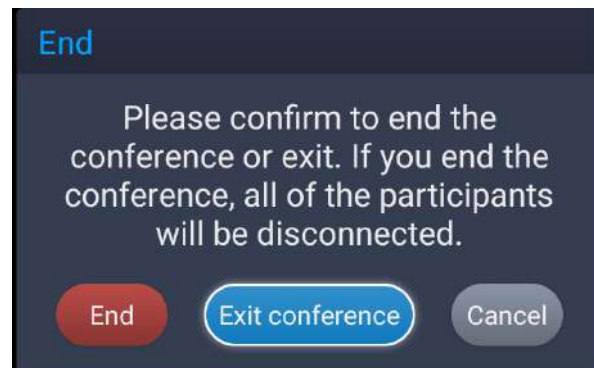 End
Please confirm to end the
conference or exit. If you end the
conference, all of the participants
will be disconnected.
End
Exit conference
Cancel